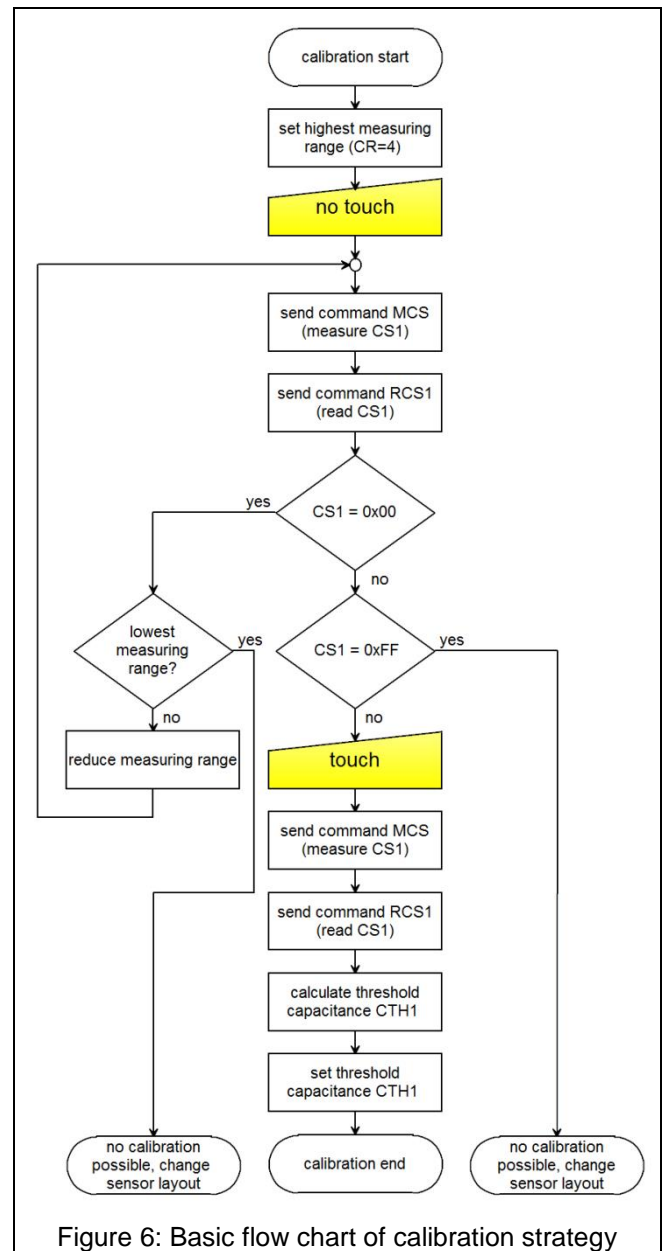 calibration start
set highest measuring
range (CR=4)
no touch
send command MCS
(measure CS1)
send command RCS1
(read CS1)
yes
CS1 = 0x00
no
lowest
measuring
range?
yes
CS1 = 0xFF
yes
no
no
reduce measuring range
touch
send command MCS
(measure CS1)
send command RCS1
(read CS1)
calculate threshold
capacitance CTH1
set threshold
capacitance CTH1
no calibration
possible, change
sensor layout
calibration end
no calibration
possible, change
sensor layout
Figure 6: Basic flow chart of calibration strategy